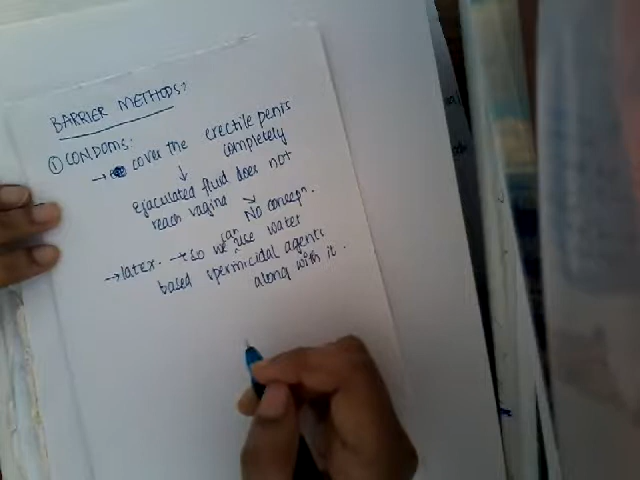 BARRIER METHODS:
① CONDOMS:
→ cover the erectile penis
completely
↓
ejaculated fluid does not
reach vagina ↘
No concepn.
→ latex. → so we can use water
based spermicidal agents
along with it.